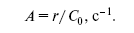 A = r / C₀, c⁻¹.